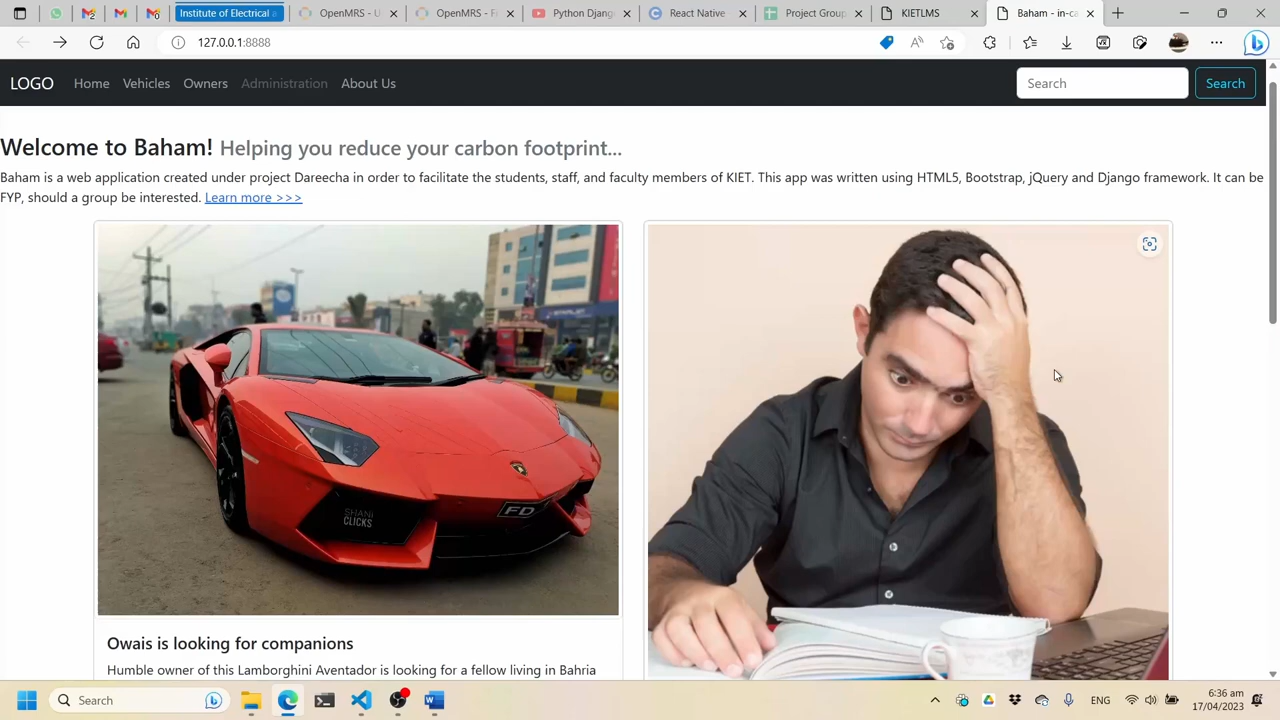 Institute of Electrical a
OpenMRS - U
OpenMRS - F
Python Djang
React Native
Project Group
UNTITLED
Baham - in-ca
127.0.0.1:8888
LOGO Home Vehicles Owners Administration About Us Search Search
Welcome to Baham! Helping you reduce your carbon footprint...
Baham is a web application created under project Dareecha in order to facilitate the students, staff, and faculty members of KIET. This app was written using HTML5, Bootstrap, jQuery and Django framework. It can be
FYP, should a group be interested. Learn more >>>
SHANI
CLICKS
FD
Owais is looking for companions
Humble owner of this Lamborghini Aventador is looking for a fellow living in Bahria
Search
ENG
6:36 am
17/04/2023